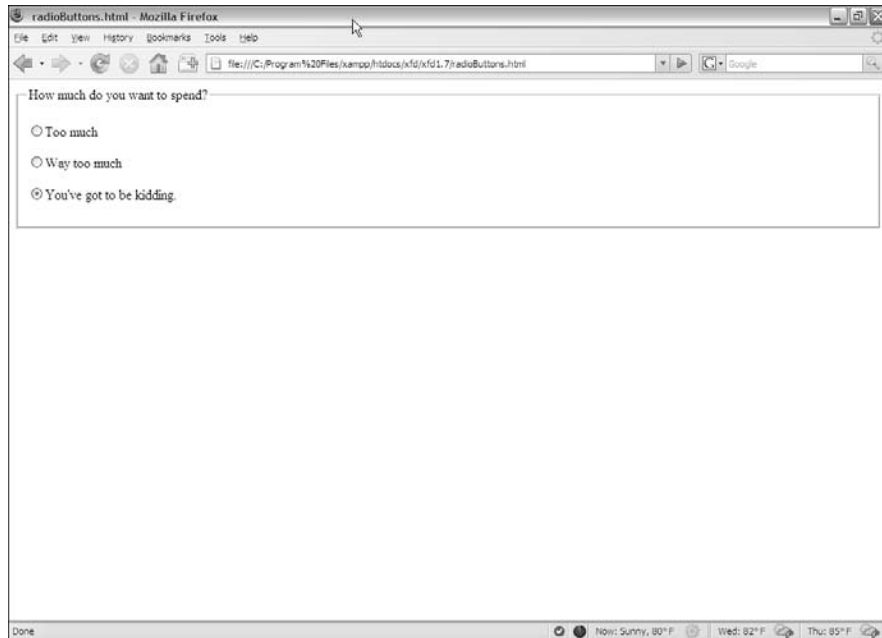 radioButtons.html - Mozilla Firefox
File Edit View History Bookmarks Tools Help
file:///C:/Program%20Files/xampp/htdocs/xfd/xfd1.7/radioButtons.html
G Google
How much do you want to spend?
Too much
Way too much
You've got to be kidding.
Done Now: Sunny, 80° F Wed: 82° F Thu: 85° F